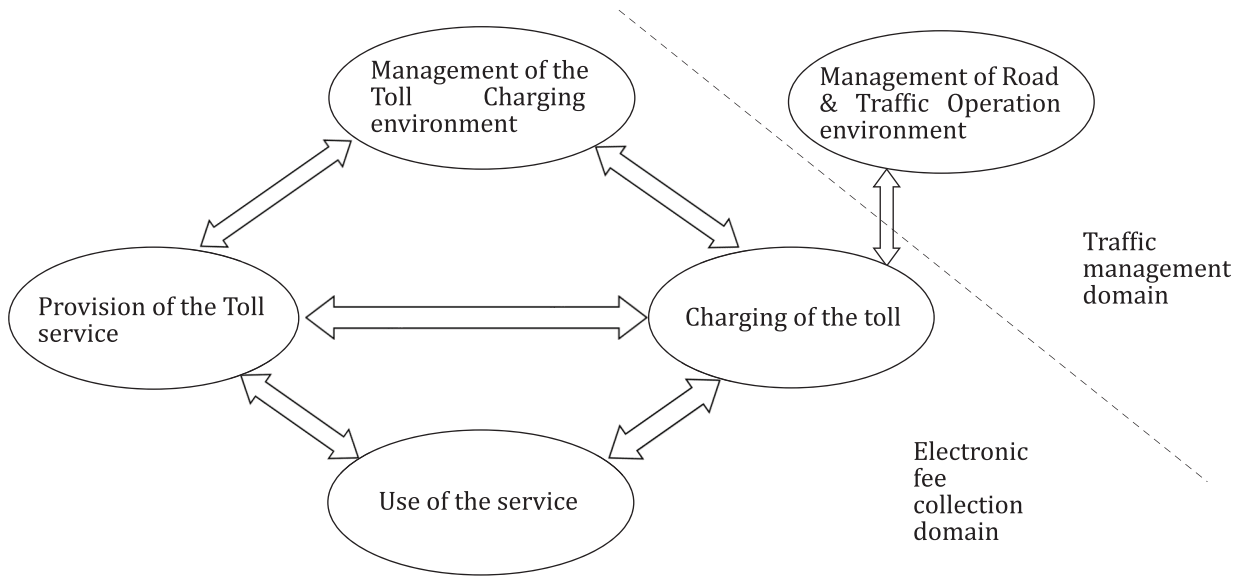 Management of the
Toll Charging
environment
Management of Road
& Traffic Operation
environment
Traffic
management
domain
Provision of the Toll
service
Charging of the toll
Electronic
fee
collection
domain
Use of the service